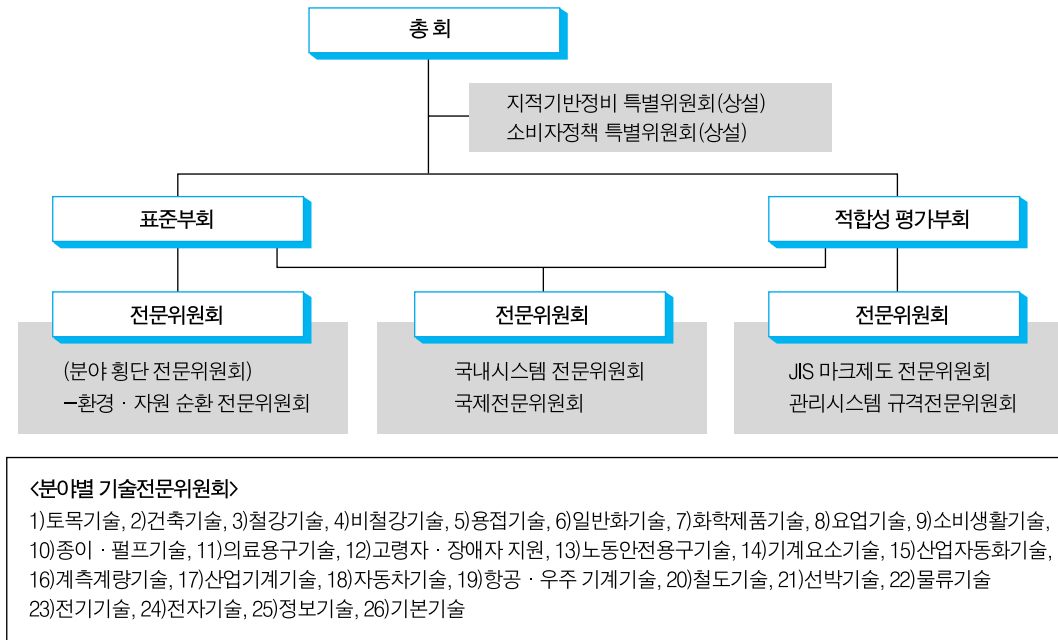 총회
지적기반정비 특별위원회(상설)
소비자정책 특별위원회(상설)
표준부회
적합성 평가부회
전문위원회
전문위원회
전문위원회
(분야 횡단 전문위원회)
–환경 · 자원 순환 전문위원회
국내시스템 전문위원회
국제전문위원회
JIS 마크제도 전문위원회
관리시스템 규격전문위원회
<분야별 기술전문위원회>
1)토목기술, 2)건축기술, 3)철강기술, 4)비철강기술, 5)용접기술, 6)일반화기술, 7)화학제품기술, 8)요업기술, 9)소비생활기술,
10)종이 · 펄프기술, 11)의료용구기술, 12)고령자 · 장애자 지원, 13)노동안전용구기술, 14)기계요소기술, 15)산업자동화기술,
16)계측계량기술, 17)산업기계기술, 18)자동차기술, 19)항공 · 우주 기계기술, 20)철도기술, 21)선박기술, 22)물류기술
23)전기기술, 24)전자기술, 25)정보기술, 26)기본기술